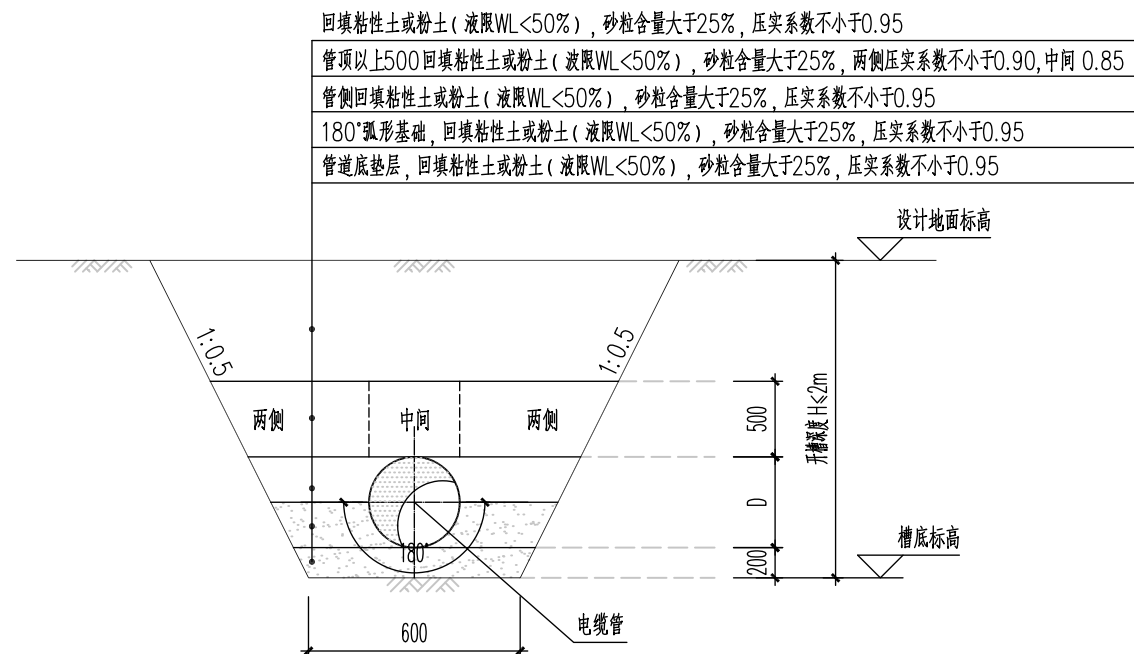 回填粘性土或粉土(液限WL<50%),砂粒含量大于25%,压实系数不小于0.95
管顶以上500回填粘性土或粉土(波限WL<50%),砂粒含量大于25%,两侧压实系数不小于0.90,中间 0.85
管侧回填粘性土或粉土(液限WL<50%),砂粒含量大于25%,压实系数不小于0.95
180°弧形基础,回填粘性土或粉土(液限WL<50%),砂粒含量大于25%,压实系数不小于0.95
管道底垫层,回填粘性土或粉土(液限WL<50%),砂粒含量大于25%,压实系数不小于0.95
设计地面标高
1:0.5
1:0.5
开槽深度H≤2m
两侧
中间
两侧
500
D
200
180
槽底标高
600
电缆管